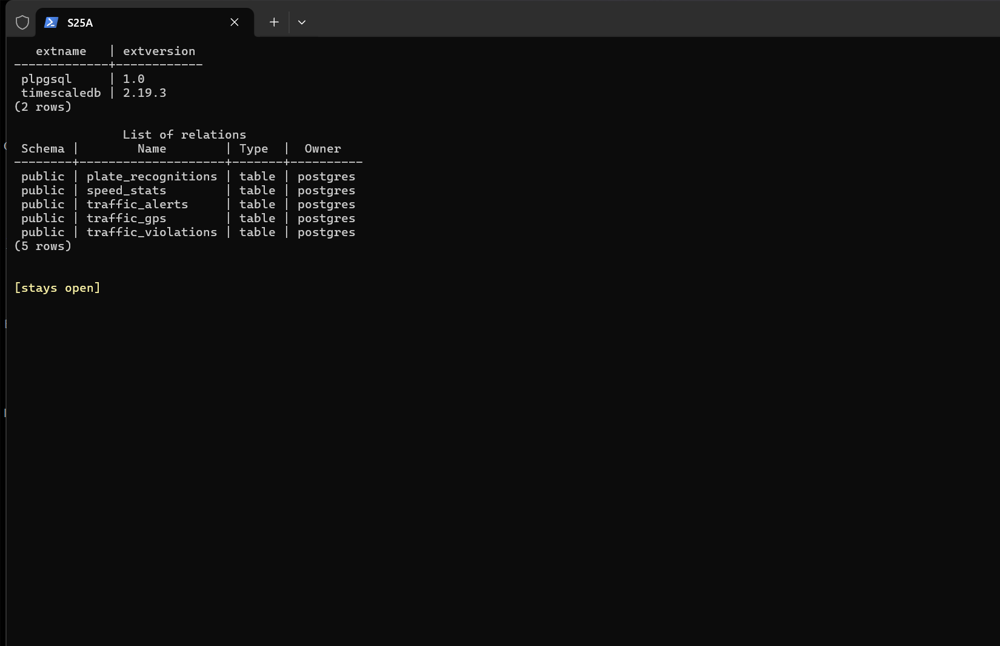 S25A
extname | extversion
-------------+------------
plpgsql | 1.0
timescaledb | 2.19.3
(2 rows)
List of relations
Schema | Name | Type | Owner
--------+--------------------+-------+----------
public | plate_recognitions | table | postgres
public | speed_stats | table | postgres
public | traffic_alerts | table | postgres
public | traffic_gps | table | postgres
public | traffic_violations | table | postgres
(5 rows)
[stays open]